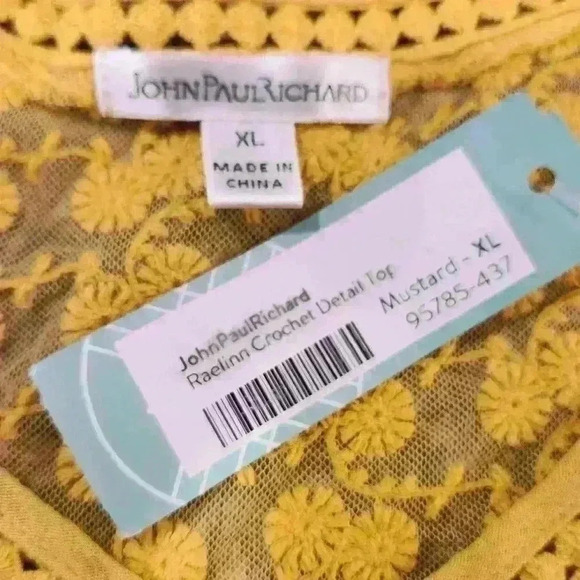 JOHNPAULRICHARD
XL
MADE IN
CHINA
JohnPaulRichard
Raelinn Crochet Detail Top
Mustard - XL
95785-437